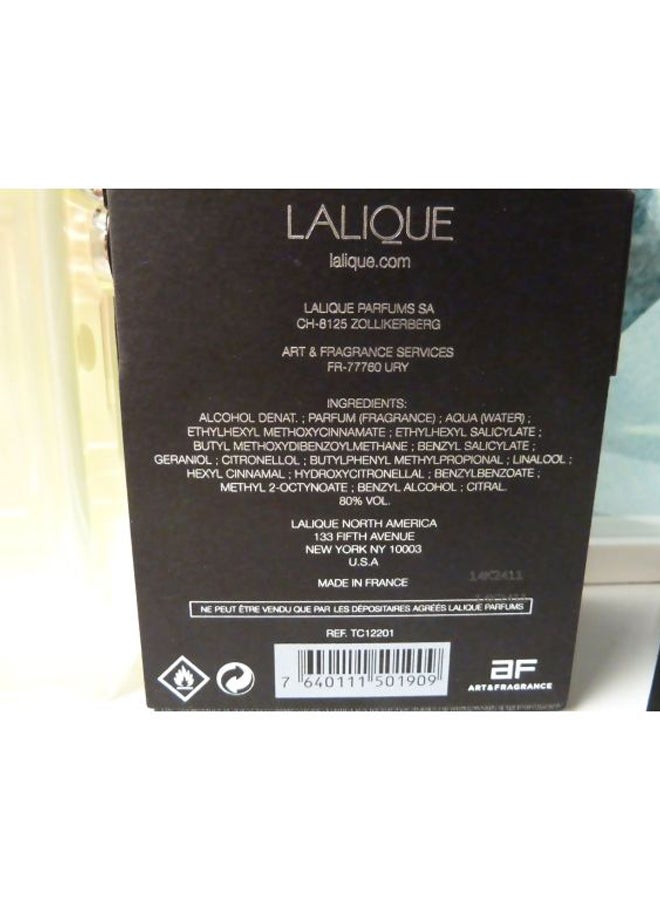 LALIQUE
lalique.com
LALIQUE PARFUMS SA
CH-8125 ZOLLIKERBERG
ART & FRAGRANCE SERVICES
FR-77760 URY
INGREDIENTS:
ALCOHOL DENAT. ; PARFUM (FRAGRANCE) ; AQUA (WATER) ;
ETHYLHEXYL METHOXYCINNAMATE ; ETHYLHEXYL SALICYLATE ;
BUTYL METHOXYDIBENZOYLMETHANE ; BENZYL SALICYLATE ;
GERANIOL ; CITRONELLOL ; BUTYLPHENYL METHYLPROPIONAL ; LINALOOL ;
HEXYL CINNAMAL ; HYDROXYCITRONELLAL ; BENZYLBENZOATE ;
METHYL 2-OCTYNOATE ; BENZYL ALCOHOL ; CITRAL.
80% VOL.
LALIQUE NORTH AMERICA
133 FIFTH AVENUE
NEW YORK NY 10003
U.S.A
MADE IN FRANCE
14K2411
NE PEUT ÊTRE VENDU QUE PAR LES DÉPOSITAIRES AGRÉÉS LALIQUE PARFUMS
REF. TC12201
7 640111 501909
aF
ART&FRAGRANCE